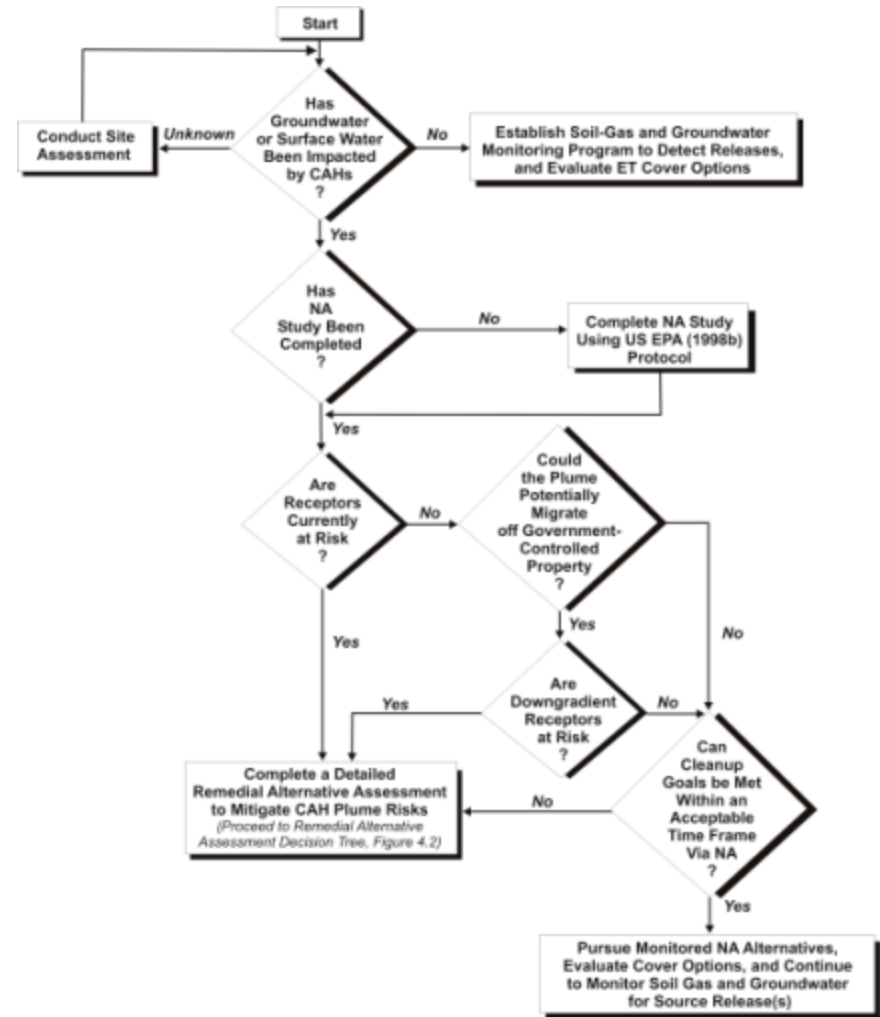 Start
Has
Groundwater
or Surface Water
Been Impacted
by CAHs
?
Unknown
Conduct Site
Assessment
No
Establish Soil-Gas and Groundwater
Monitoring Program to Detect Releases,
and Evaluate ET Cover Options
Yes
Has
NA
Study Been
Completed
?
No
Complete NA Study
Using US EPA (1998b)
Protocol
Yes
Are
Receptors
Currently
at Risk
?
No
Could
the Plume
Potentially
Migrate
off Government-
Controlled
Property
?
Yes
No
Yes
Are
Downgradient
Receptors
at Risk
?
Yes
No
Can
Cleanup
Goals be Met
Within an
Acceptable
Time Frame
Via NA
?
No
Complete a Detailed
Remedial Alternative Assessment
to Mitigate CAH Plume Risks
(Proceed to Remedial Alternative
Assessment Decision Tree, Figure 4.2)
Yes
Pursue Monitored NA Alternatives,
Evaluate Cover Options, and Continue
to Monitor Soil Gas and Groundwater
for Source Release(s)